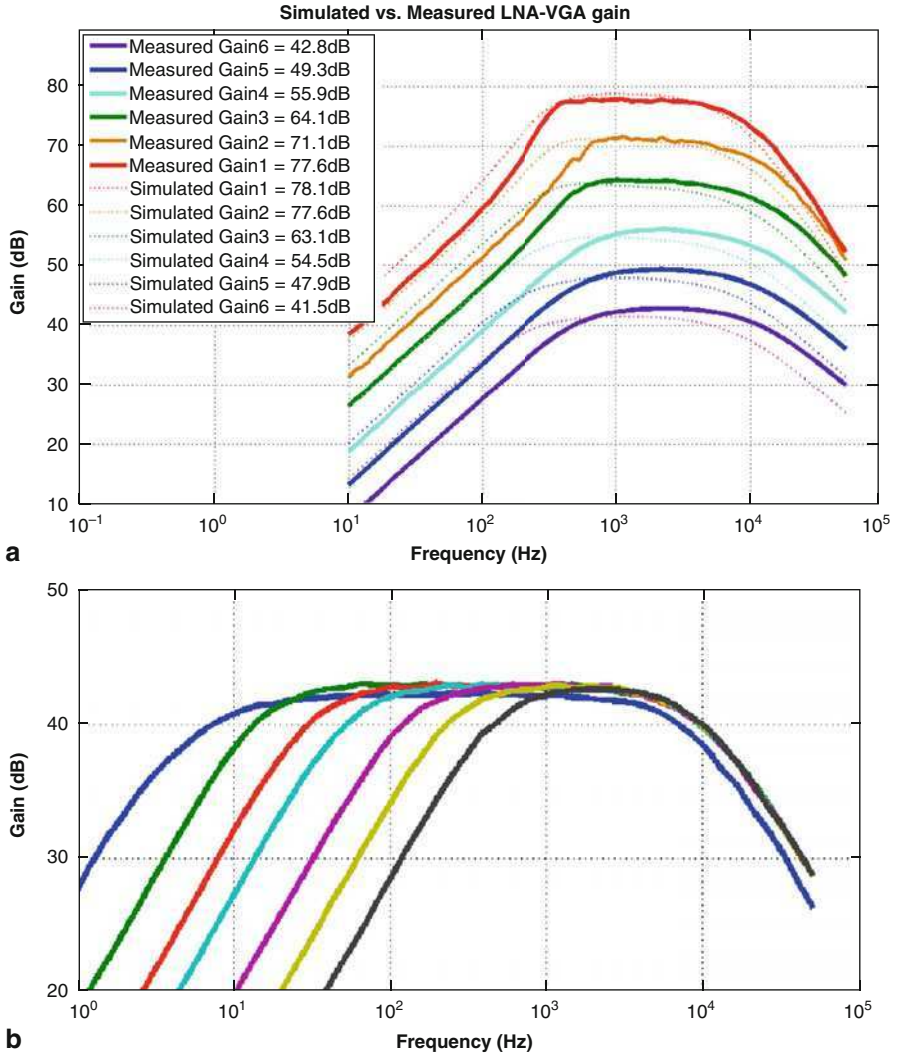 Simulated vs. Measured LNA-VGA gain
Measured Gain6 = 42.8dB
Measured Gain5 = 49.3dB
Measured Gain4 = 55.9dB
Measured Gain3 = 64.1dB
Measured Gain2 = 71.1dB
Measured Gain1 = 77.6dB
Simulated Gain1 = 78.1dB
Simulated Gain2 = 77.6dB
Simulated Gain3 = 63.1dB
Simulated Gain4 = 54.5dB
Simulated Gain5 = 47.9dB
Simulated Gain6 = 41.5dB
Gain (dB)
80
70
60
50
40
30
20
10
10⁻¹ 10⁰ 10¹ 10² 10³ 10⁴ 10⁵
Frequency (Hz)
a
Gain (dB)
50
40
30
20
10⁰ 10¹ 10² 10³ 10⁴ 10⁵
Frequency (Hz)
b